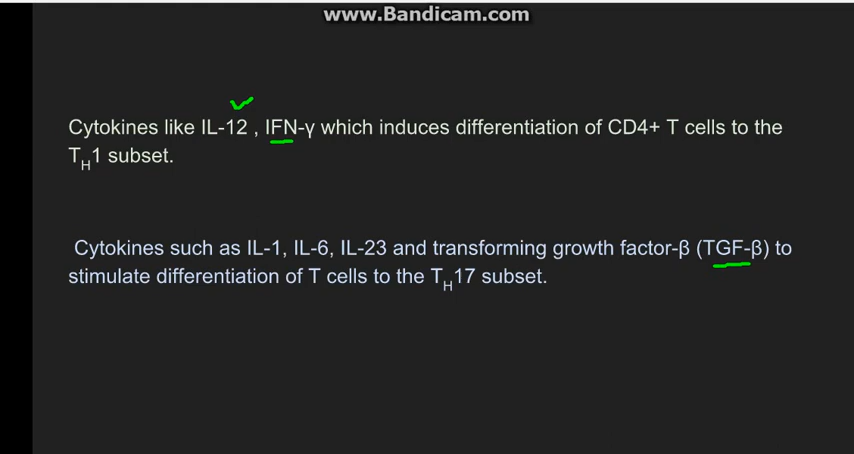 www.Bandicam.com
Cytokines like IL-12 , IFN-γ which induces differentiation of CD4+ T cells to the
TH1 subset.
Cytokines such as IL-1, IL-6, IL-23 and transforming growth factor-β (TGF-β) to
stimulate differentiation of T cells to the TH17 subset.